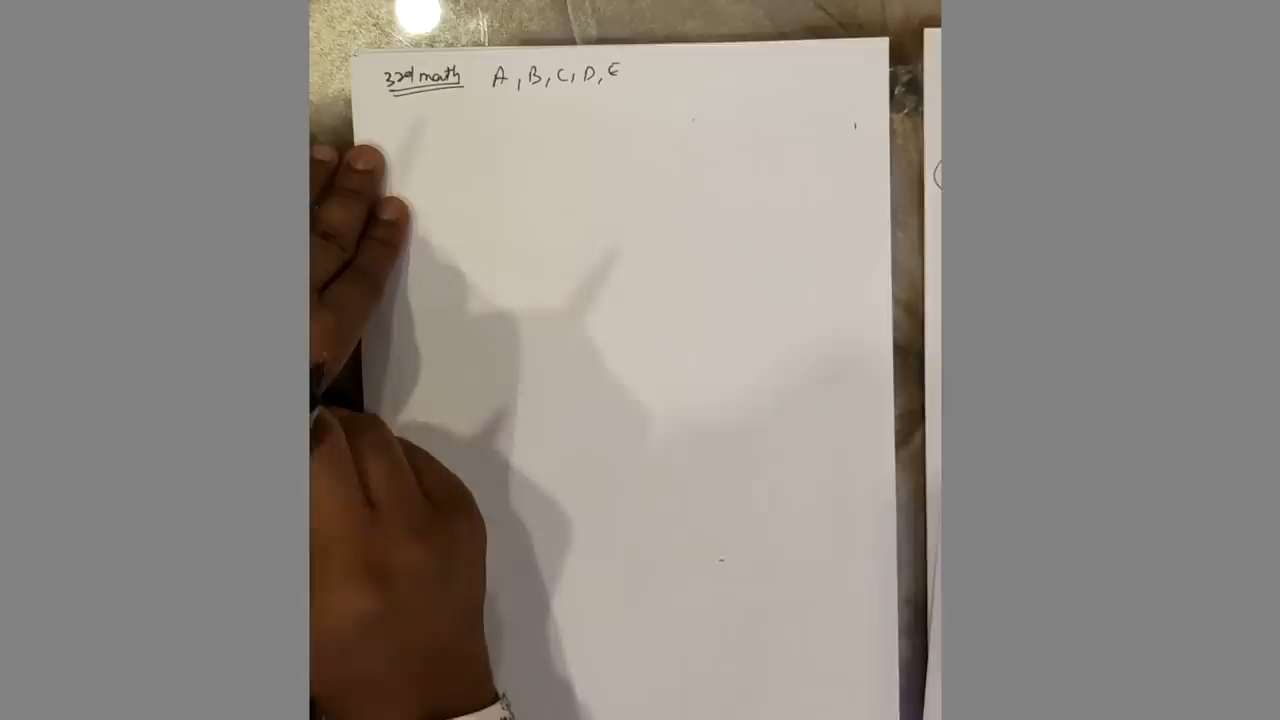 3rd math A, B, C, D, E